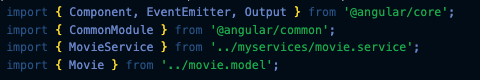 import { Component, EventEmitter, Output } from '@angular/core';
import { CommonModule } from '@angular/common';
import { MovieService } from '../myservices/movie.service';
import { Movie } from '../movie.model';